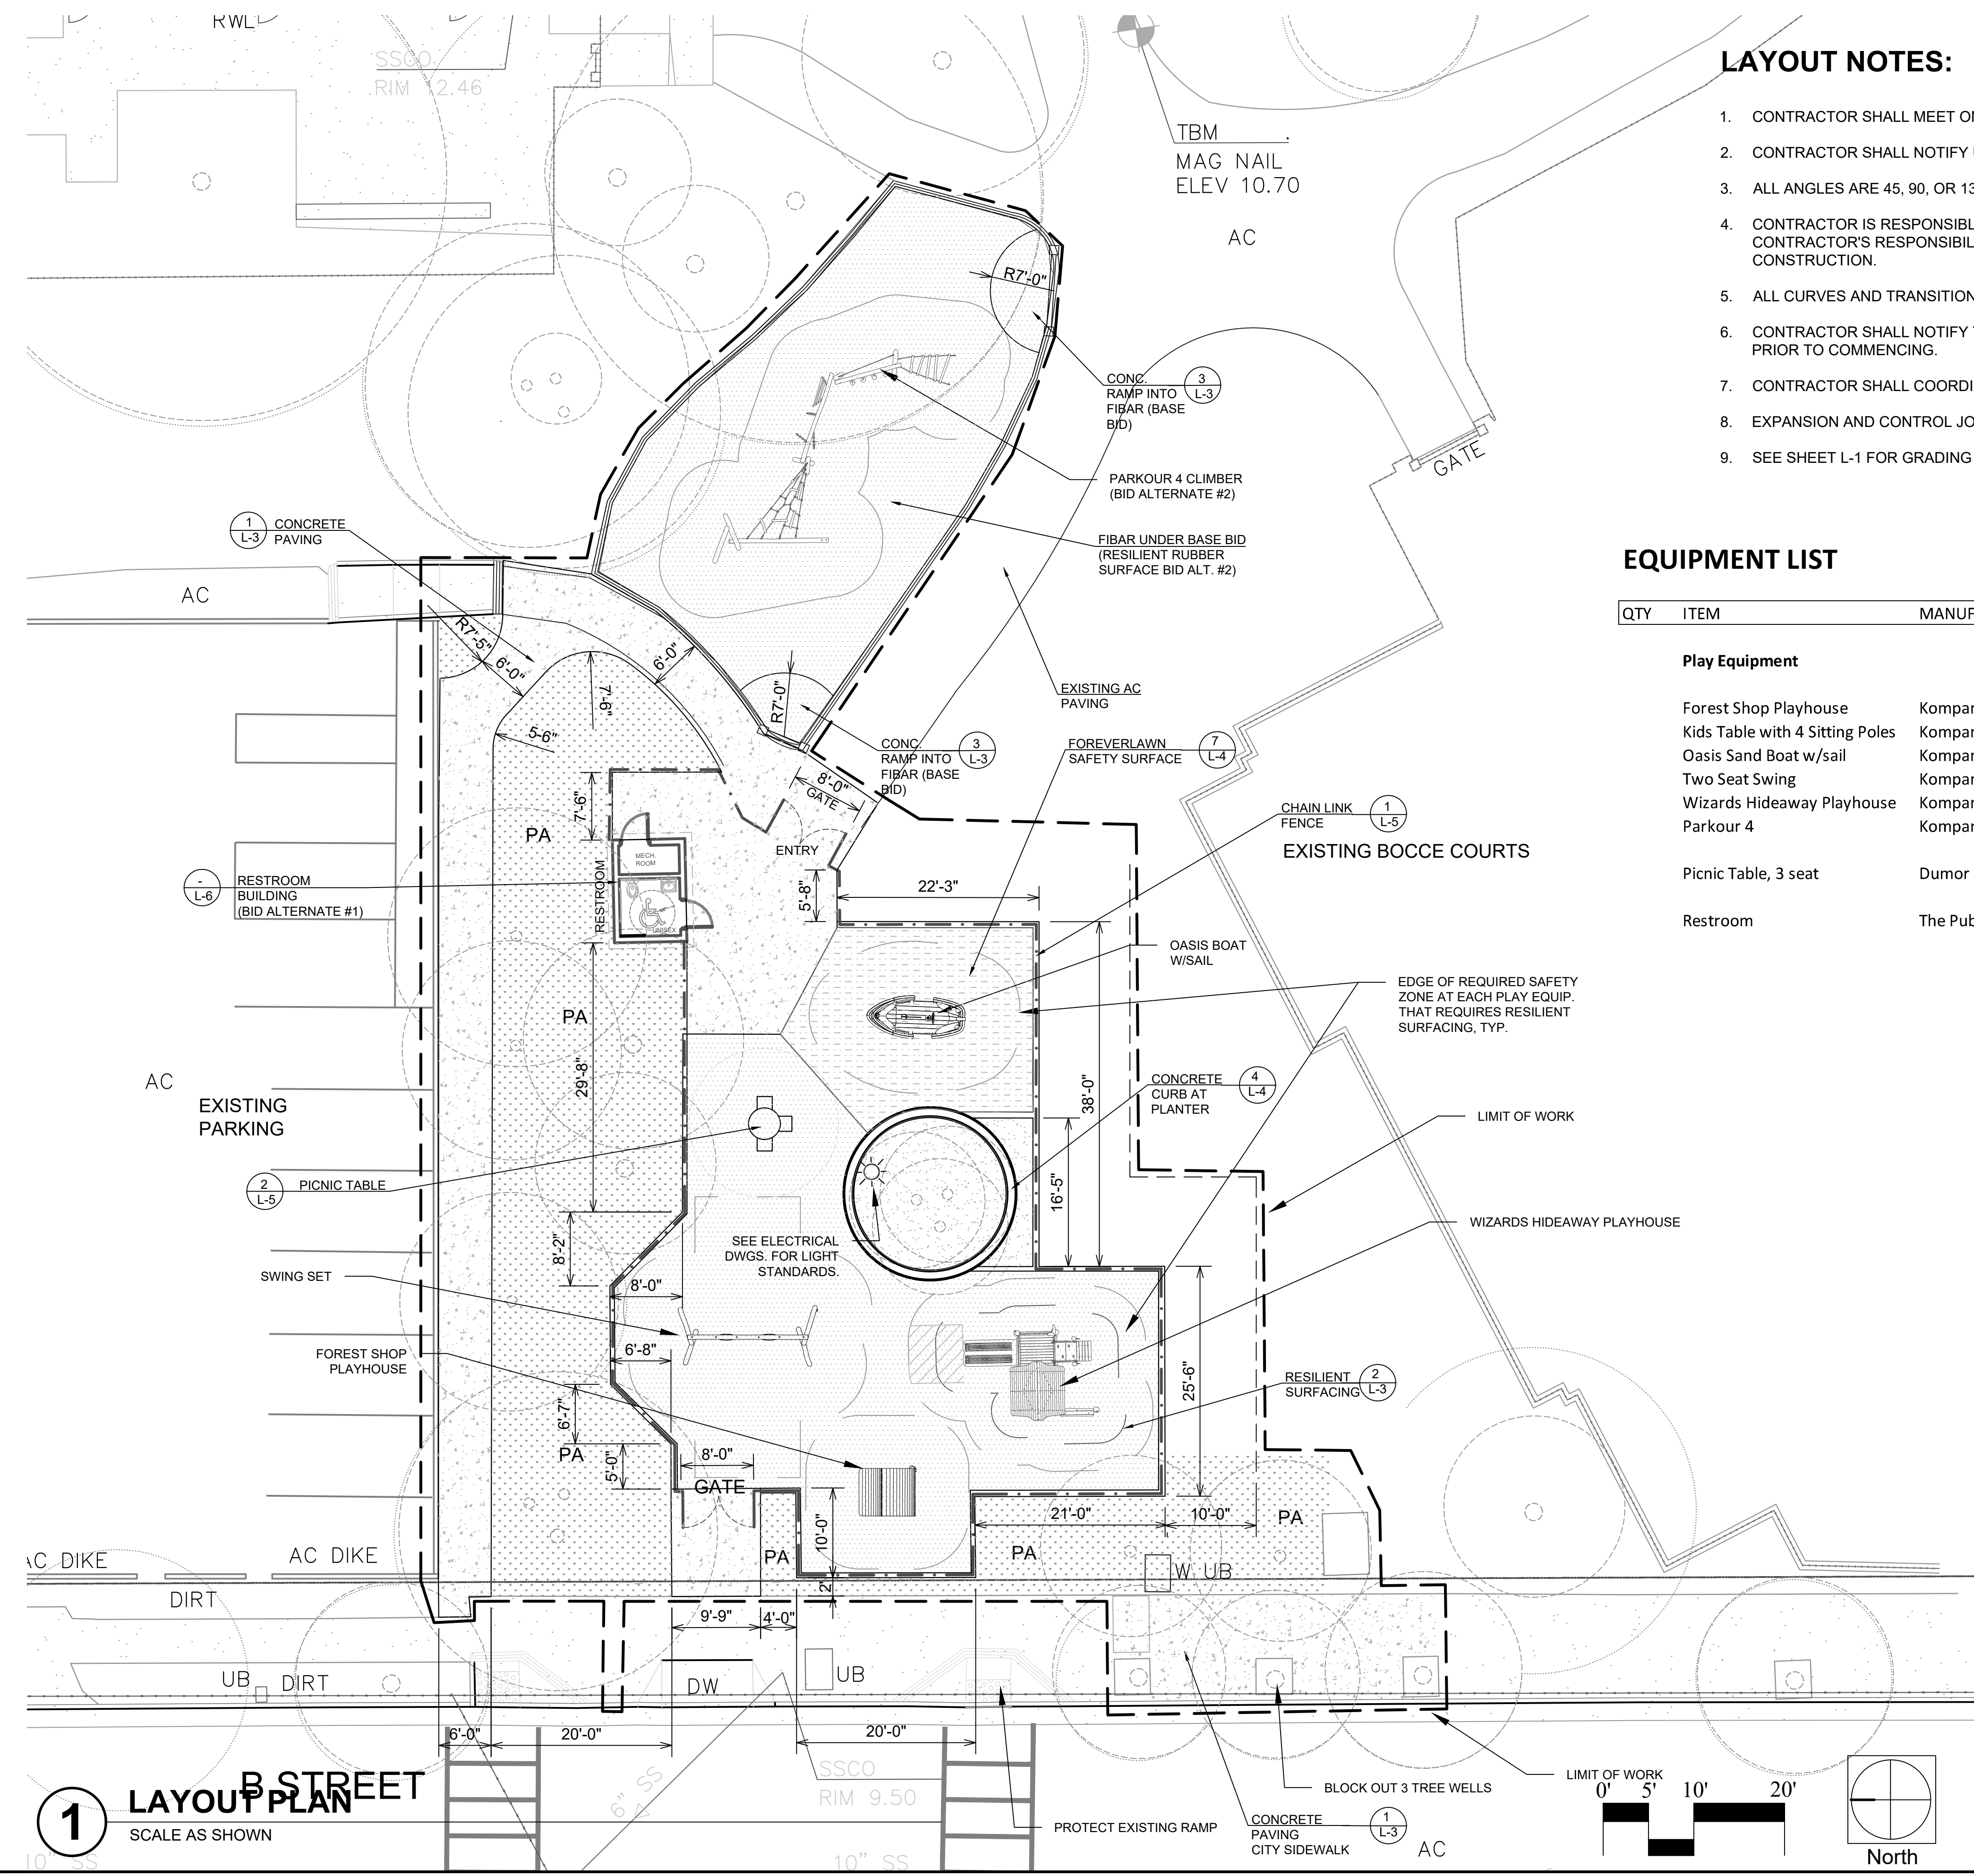 RWL
SSCO
RIM 12.46
TBM
MAG NAIL
ELEV 10.70
AC
LAYOUT NOTES:
1. CONTRACTOR SHALL MEET
2. CONTRACTOR SHALL NOTIFY
3. ALL ANGLES ARE 45, 90, OR
4. CONTRACTOR IS
CONTRACTOR'S
CONSTRUCTION.
5. ALL CURVES AND
6. CONTRACTOR SHALL NOTIFY
PRIOR TO COMMENCING.
7. CONTRACTOR SHALL
8. EXPANSION AND CONTROL
9. SEE SHEET L-1 FOR GRADING
GATE
R7'-0"
CONC.
RAMP INTO
FIBAR (BASE
BID)
3
L-3
PARKOUR 4 CLIMBER
(BID ALTERNATE #2)
FIBAR UNDER BASE BID
(RESILIENT RUBBER
SURFACE BID ALT. #2)
1
L-3
CONCRETE
PAVING
AC
R7'-5"
6'-0"
6'-0"
7'-6"
5-6"
R7'-0"
EXISTING AC
PAVING
CONC.
RAMP INTO
FIBAR (BASE
BID)
3
L-3
FOREVERLAWN
SAFETY SURFACE
7
L-4
8'-0"
GATE
EQUIPMENT LIST
QTY ITEM
Play Equipment
Forest Shop Playhouse
Kids Table with 4 Sitting Poles
Oasis Sand Boat w/sail
Two Seat Swing
Wizards Hideaway Playhouse
Parkour 4
Picnic Table, 3 seat Dumor
Restroom The
7'-6"
PA
MECH.
ROOM
ENTRY
CHAIN LINK
FENCE
1
L-5
EXISTING BOCCE COURTS
-
L-6
RESTROOM
BUILDING
(BID ALTERNATE #1)
RESTROOM
UNISEX
5'-8"
22'-3"
OASIS BOAT
W/SAIL
EDGE OF REQUIRED SAFETY
ZONE AT EACH PLAY EQUIP.
THAT REQUIRES RESILIENT
SURFACING, TYP.
PA
AC
EXISTING
PARKING
29'-8"
38'-0"
CONCRETE
CURB AT
PLANTER
4
L-4
LIMIT OF WORK
2
L-5
PICNIC TABLE
16'-5"
8'-2"
SEE ELECTRICAL
DWGS. FOR LIGHT
STANDARDS.
WIZARDS HIDEAWAY PLAYHOUSE
SWING SET
8'-0"
FOREST SHOP
PLAYHOUSE
6'-8"
25'-6"
RESILIENT
SURFACING
2
L-3
6'-7"
PA
5'-0"
8'-0"
GATE
10'-0"
21'-0"
10'-0"
PA
PA
PA
W UB
2'
AC DIKE
AC DIKE
DIRT
9'-9"
4'-0"
UB
DIRT
DW
UB
6'-0"
20'-0"
20'-0"
B STREET
1
LAYOUT PLAN
SCALE AS SHOWN
6" SS
SSCO
RIM 9.50
10" SS
10" SS
PROTECT EXISTING RAMP
CONCRETE
PAVING
CITY SIDEWALK
1
L-3
AC
BLOCK OUT 3 TREE WELLS
LIMIT OF WORK
0' 5' 10' 20'
North